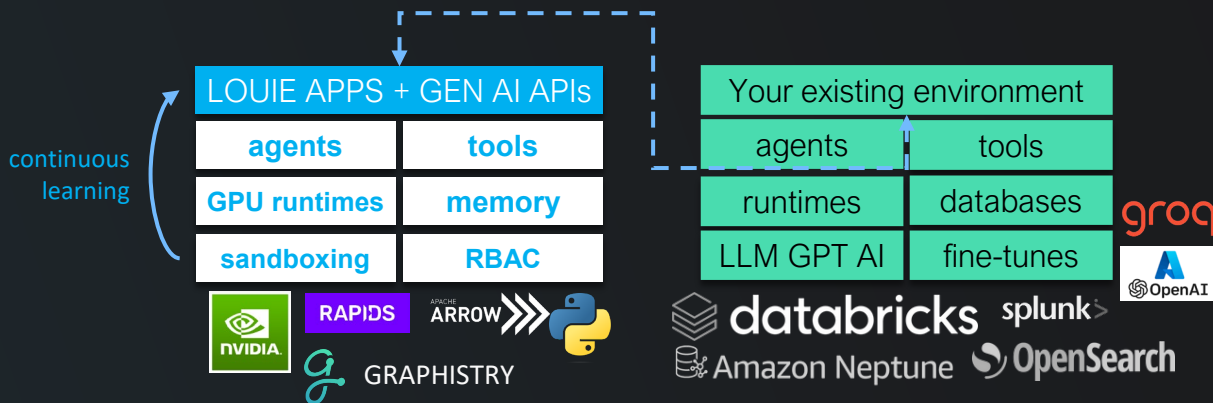 LOUIE APPS + GEN AI APIs
agents
tools
GPU runtimes
memory
sandboxing
RBAC
continuous
learning
NVIDIA.
RAPIDS
APACHE
ARROW
GRAPHISTRY
Your existing environment
agents
tools
runtimes
databases
LLM GPT AI
fine-tunes
groq
OpenAI
databricks
splunk>
Amazon Neptune
OpenSearch